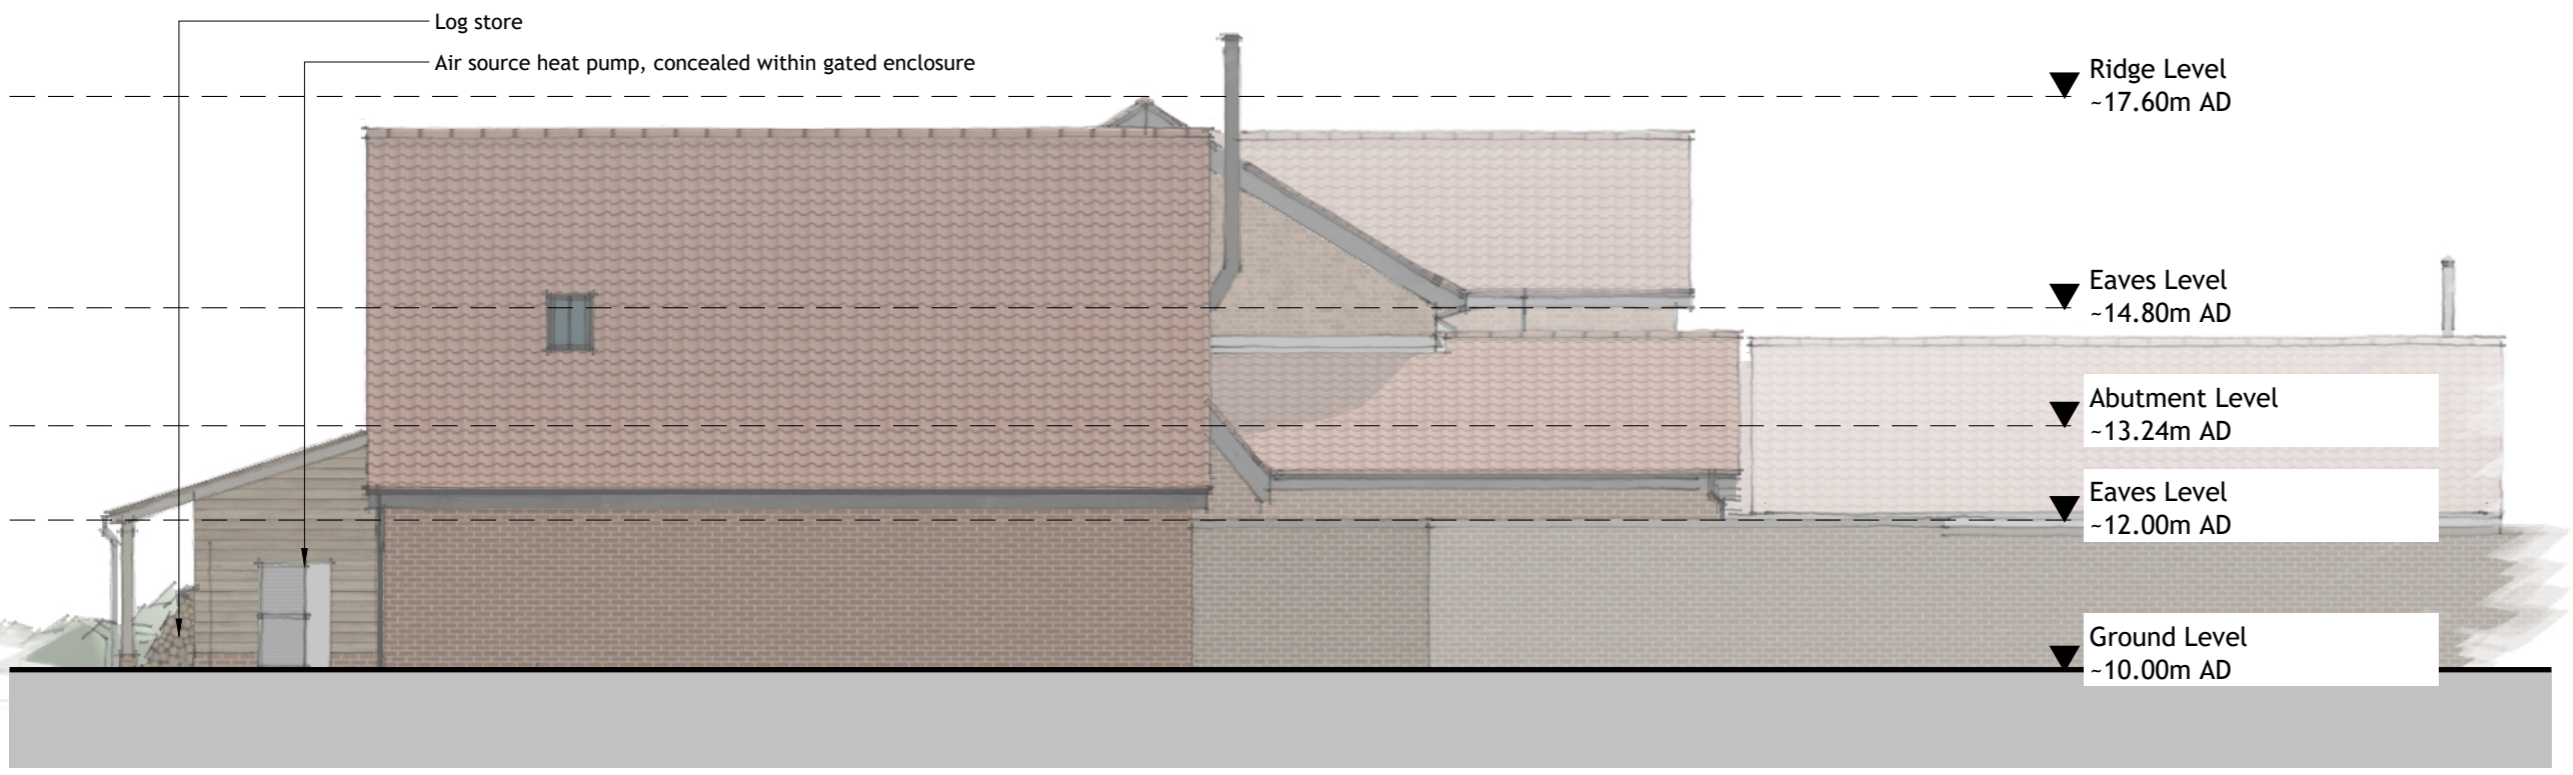 Log store
Air source heat pump, concealed within gated enclosure
Ridge Level
~17.60m AD
Eaves Level
~14.80m AD
Abutment Level
~13.24m AD
Eaves Level
~12.00m AD
Ground Level
~10.00m AD